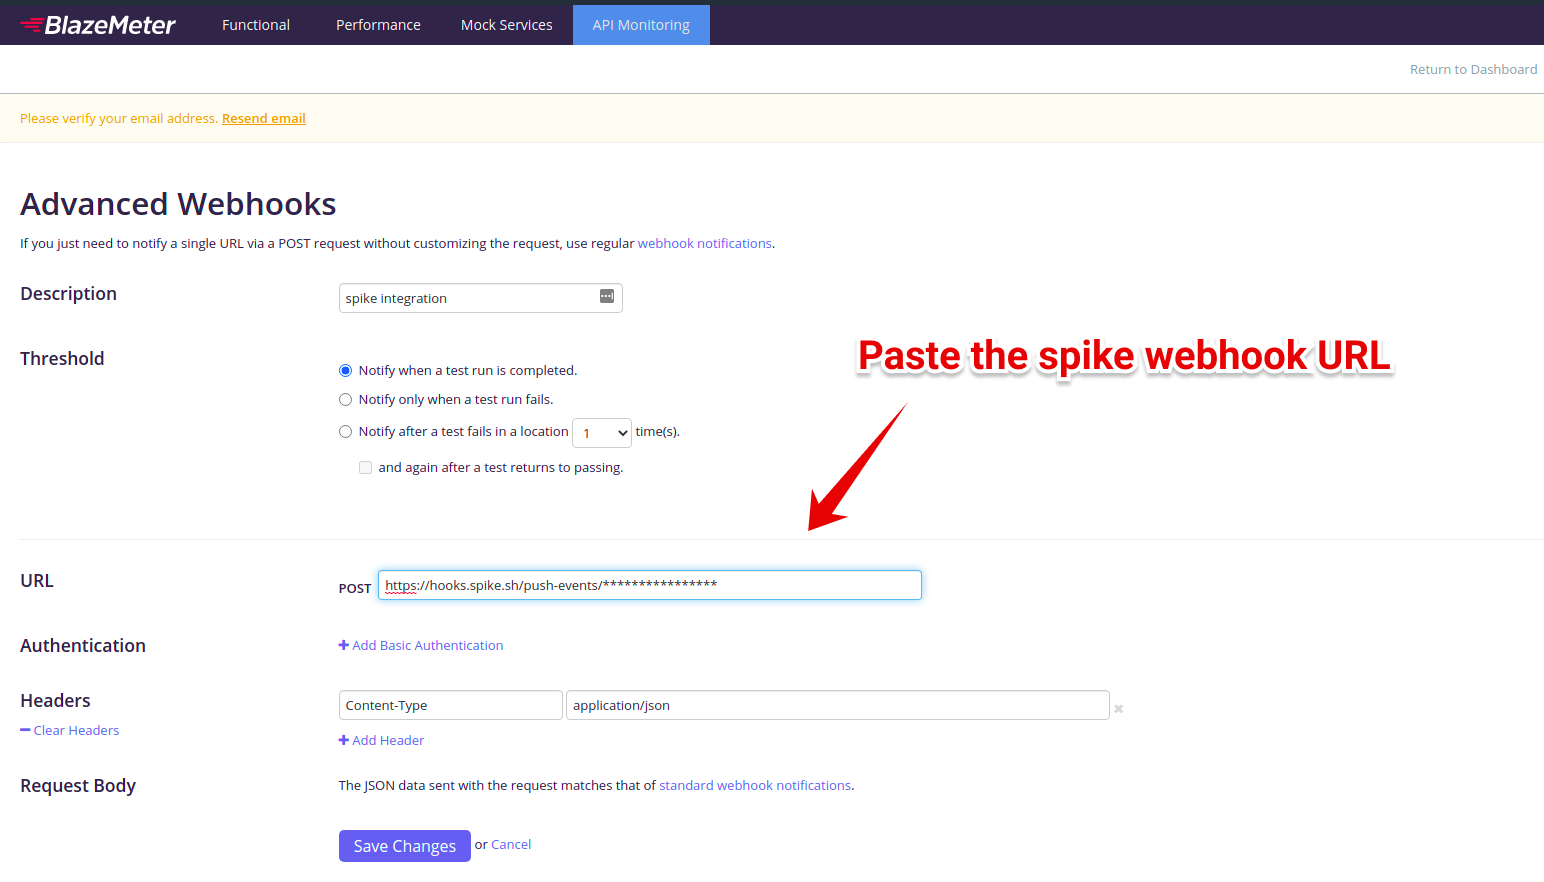 BlazeMeter Functional Performance Mock Services API Monitoring
Return to Dashboard
Please verify your email address. Resend email
Advanced Webhooks
If you just need to notify a single URL via a POST request without customizing the request, use regular webhook notifications.
Description spike integration
Paste the spike webhook URL
Threshold
Notify when a test run is completed.
Notify only when a test run fails.
Notify after a test fails in a location 1 time(s).
and again after a test returns to passing.
URL POST https://hooks.spike.sh/push-events/****************
Authentication + Add Basic Authentication
Headers Content-Type application/json
Clear Headers
+ Add Header
Request Body The JSON data sent with the request matches that of standard webhook notifications.
Save Changes or Cancel